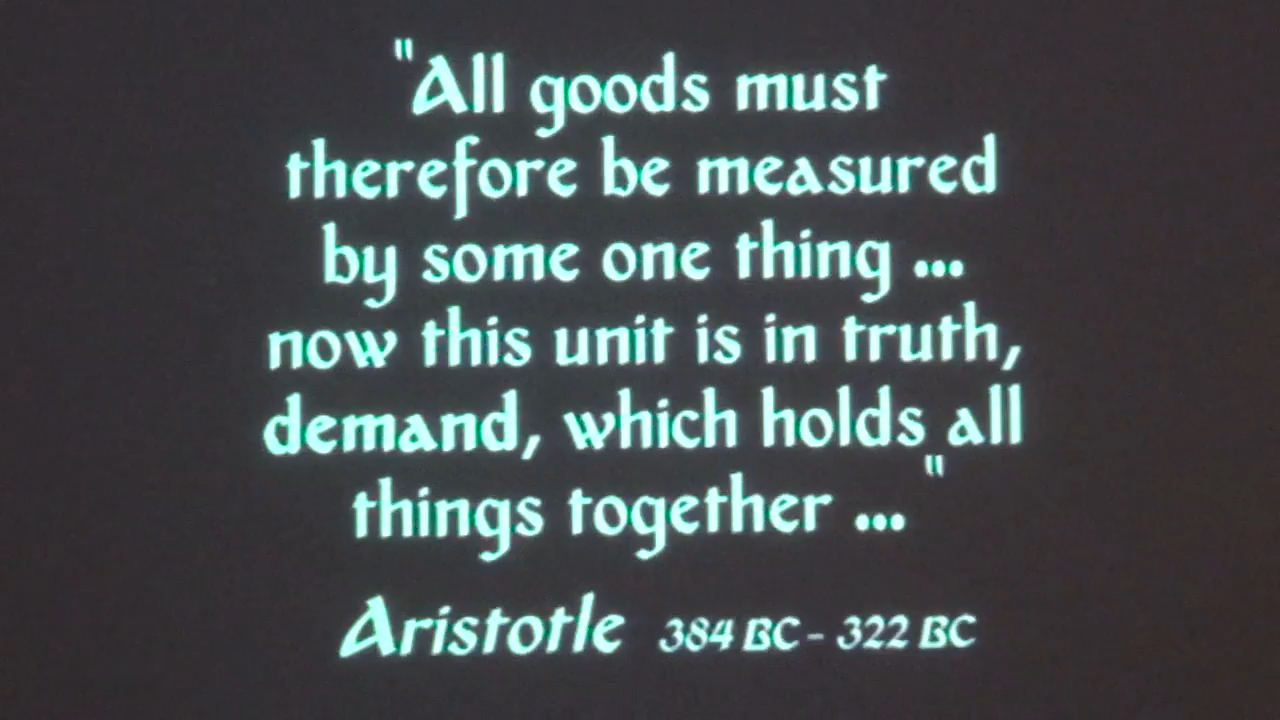 "All goods must
therefore be measured
by some one thing ...
now this unit is in truth,
demand, which holds all
things together ..."
Aristotle 384 BC - 322 BC